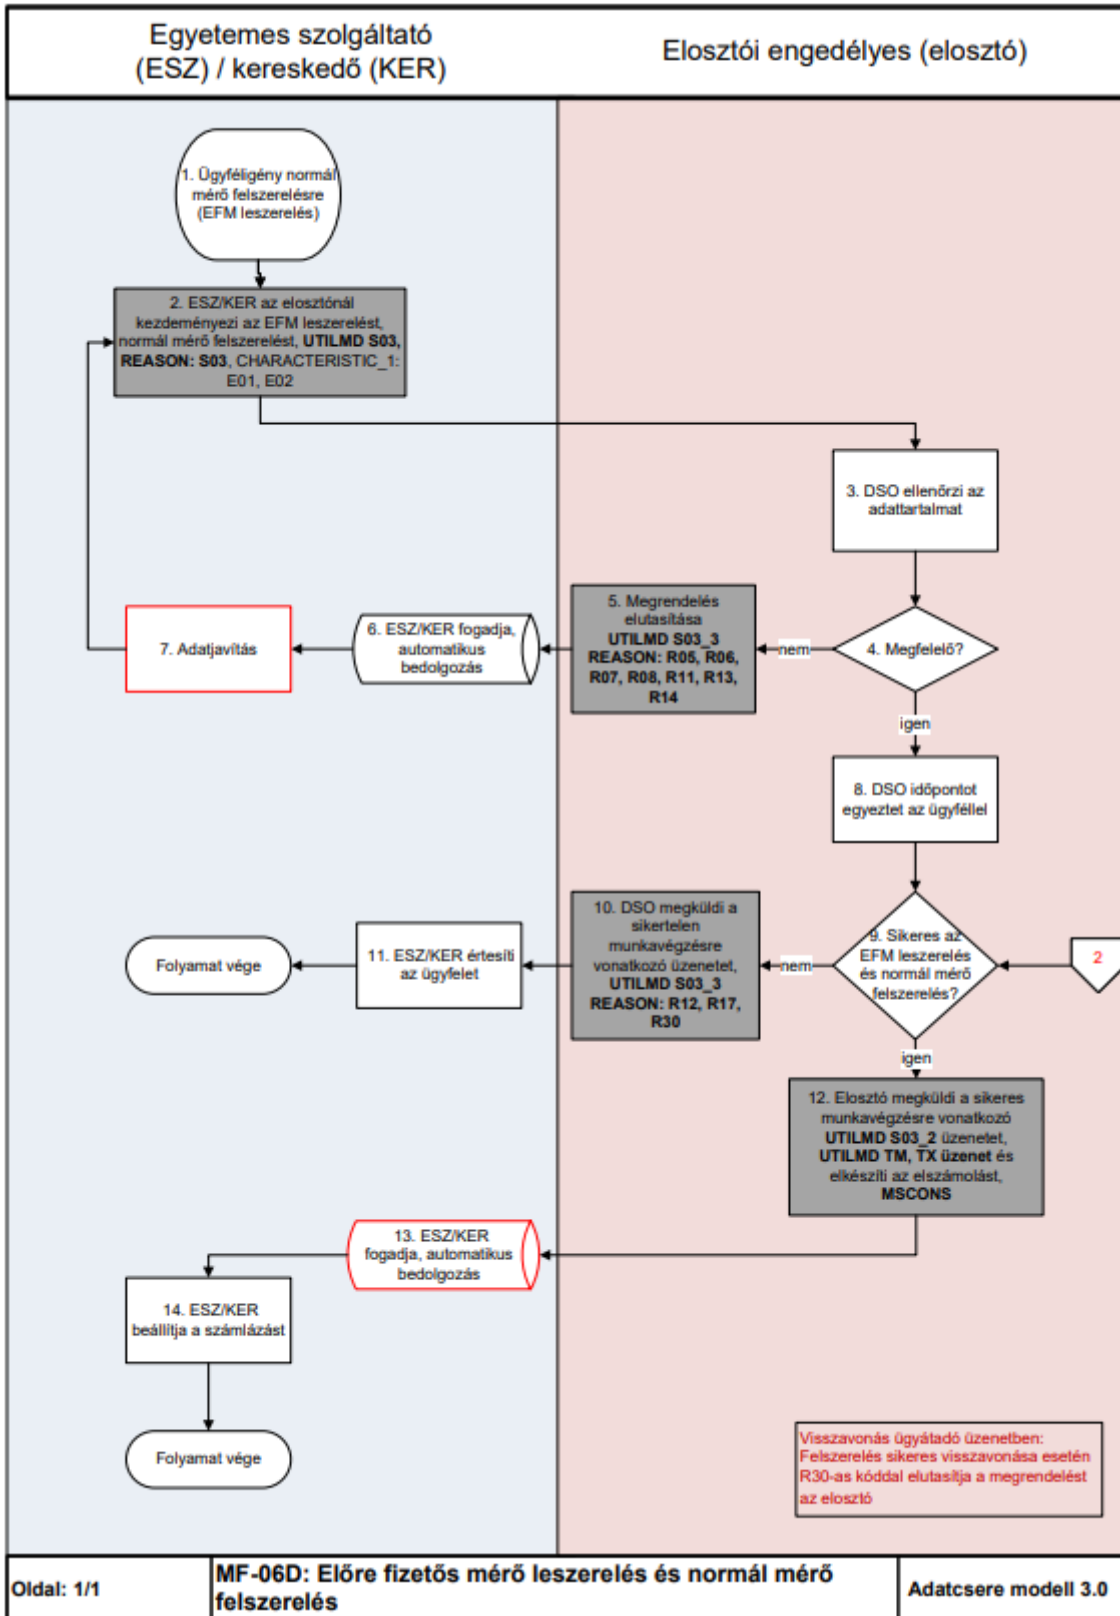 Egyetemes szolgáltató
(ESZ) / kereskedő (KER)
Elosztói engedélyes (elosztó)
1. Ügyféligény normál
mérő felszerelésre
(EFM leszerelés)
2. ESZ/KER az elosztónál
kezdeményezi az EFM leszerelést,
normál mérő felszerelést, UTILMD S03,
REASON: S03, CHARACTERISTIC_1:
E01, E02
3. DSO ellenőrzi az
adattartalmat
4. Megfelelő?
nem
5. Megrendelés
elutasítása
UTILMD S03_3
REASON: R05, R06,
R07, R08, R11, R13,
R14
6. ESZ/KER fogadja,
automatikus
bedolgozás
7. Adatjavítás
igen
8. DSO időpontot
egyeztet az ügyféllel
9. Sikeres az
EFM leszerelés
és normál mérő
felszerelés?
2
nem
10. DSO megküldi a
sikertelen
munkavégzésre
vonatkozó üzenetet,
UTILMD S03_3
REASON: R12, R17,
R30
11. ESZ/KER értesíti
az ügyfelet
Folyamat vége
igen
12. Elosztó megküldi a sikeres
munkavégzésre vonatkozó
UTILMD S03_2 üzenetet,
UTILMD TM, TX üzenet és
elkészíti az elszámolást,
MSCONS
13. ESZ/KER
fogadja, automatikus
bedolgozás
14. ESZ/KER
beállítja a számlázást
Folyamat vége
Visszavonás ügyátadó üzenetben:
Felszerelés sikeres visszavonása esetén
R30-as kóddal elutasítja a megrendelést
az elosztó
Oldal: 1/1
MF-06D: Előre fizetős mérő leszerelés és normál mérő
felszerelés
Adatcsere modell 3.0